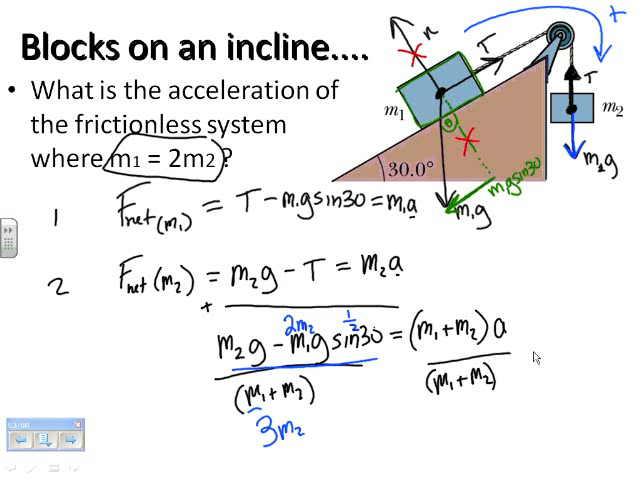 Blocks on an incline....
• What is the acceleration of
the frictionless system
where m1 = 2m2 ?
n
T
+
m₁
θ
30.0°
m₁g
m₁gsin30
T
m₂
m₂g
1 Fnet(m₁) = T - m₁gsin30 = m₁a
2 Fnet(m₂) = m₂g - T = m₂a
+
2m₂ 1/2
m₂g - m₁g sin30 = (m₁+m₂) a
(m₁+m₂) (m₁+m₂)
3m₂